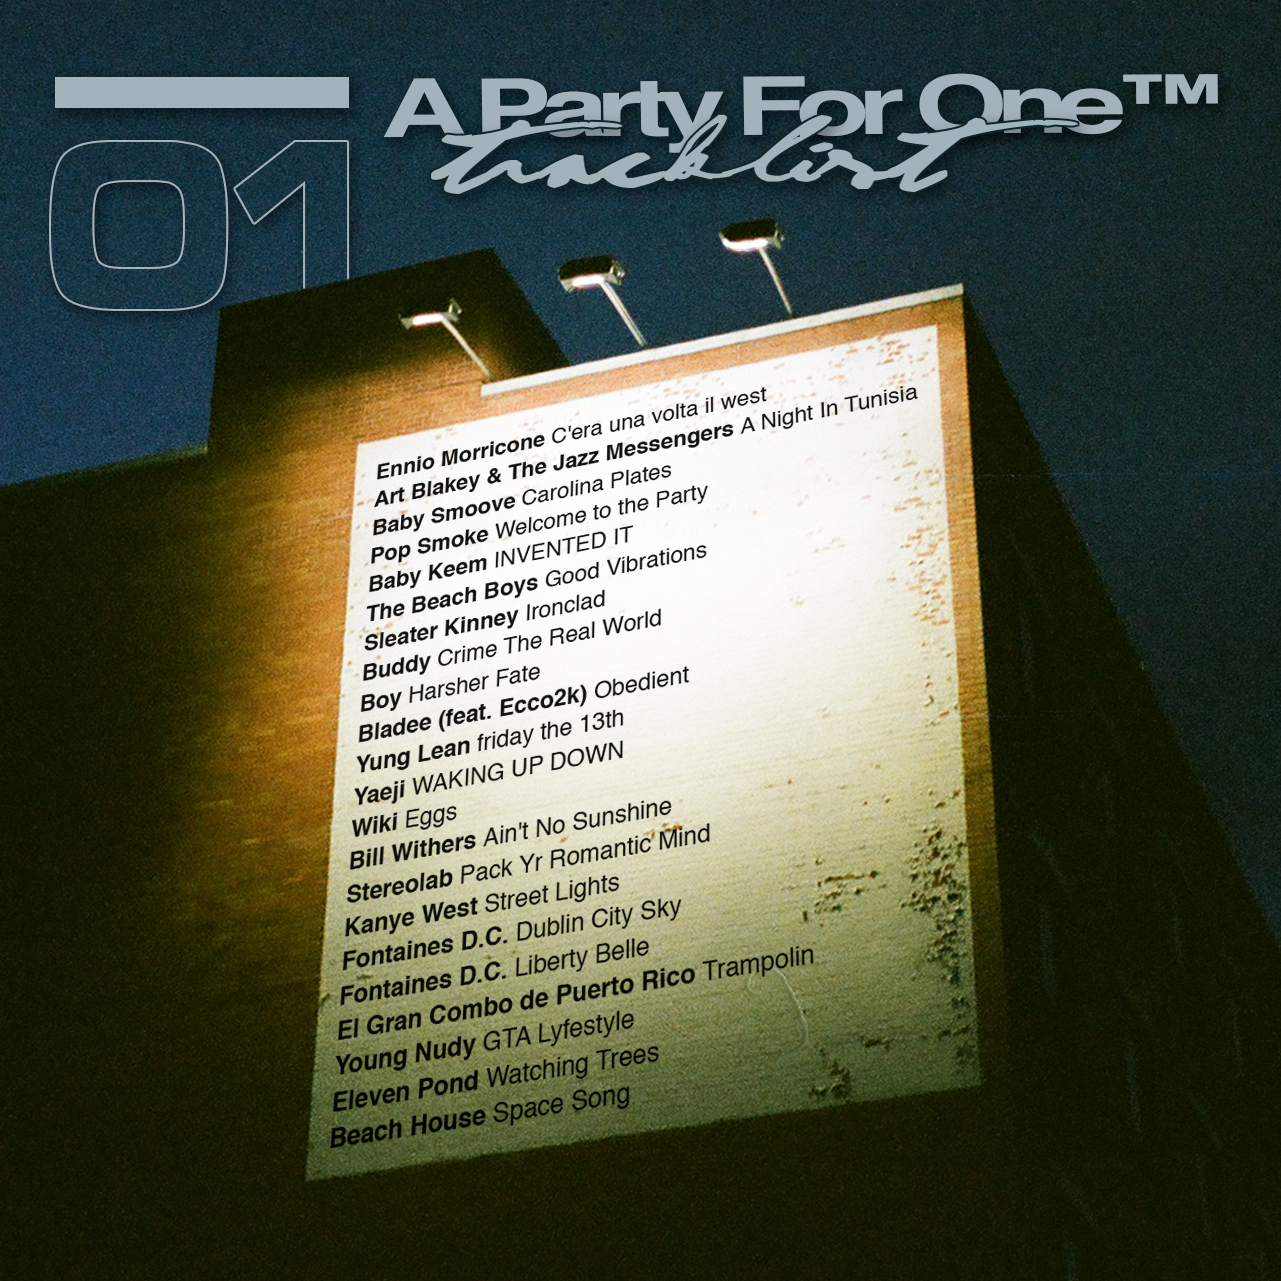 01
A Party For One™
tracklist
Ennio Morricone C'era una volta il west
Art Blakey & The Jazz Messengers A Night In Tunisia
Baby Smoove Carolina Plates
Pop Smoke Welcome to the Party
Baby Keem INVENTED IT
The Beach Boys Good Vibrations
Sleater Kinney Ironclad
Buddy Crime The Real World
Boy Harsher Fate
Bladee (feat. Ecco2k) Obedient
Yung Lean friday the 13th
Yaeji WAKING UP DOWN
Wiki Eggs
Bill Withers Ain't No Sunshine
Stereolab Pack Yr Romantic Mind
Kanye West Street Lights
Fontaines D.C. Dublin City Sky
Fontaines D.C. Liberty Belle
El Gran Combo de Puerto Rico Trampolin
Young Nudy GTA Lyfestyle
Eleven Pond Watching Trees
Beach House Space Song